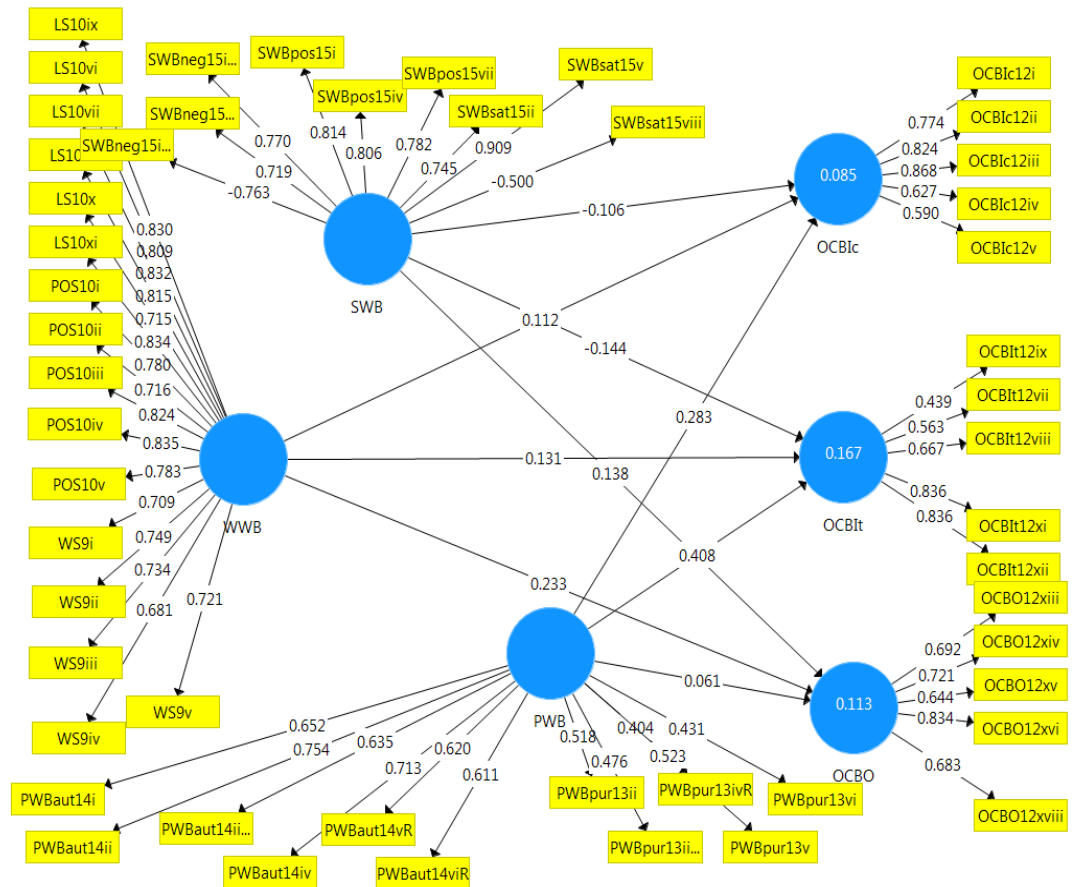 LS10ix
LS10vi
LS10vii
LS10
LS10x
LS10xi
POS10i
POS10ii
POS10iii
POS10iv
POS10v
WS9i
WS9ii
WS9iii
WS9iv
WS9v
0.830
0.809
0.832
0.815
0.715
0.834
0.780
0.716
0.824
0.835
0.783
0.709
0.749
0.734
0.681
0.721
WWB
SWBneg15i...
SWBneg15...
SWBneg15i...
SWBpos15i
SWBpos15iv
SWBpos15vii
SWBsat15ii
SWBsat15v
SWBsat15viii
0.770
0.719
-0.763
0.814
0.806
0.782
0.745
0.909
-0.500
SWB
-0.106
0.112
-0.144
0.283
0.131
0.138
0.408
0.233
0.061
PWB
0.652
0.754
0.635
0.713
0.620
0.611
0.518
0.476
0.404
0.523
0.431
PWBaut14i
PWBaut14ii
PWBaut14ii...
PWBaut14iv
PWBaut14vR
PWBaut14viR
PWBpur13ii
PWBpur13ii...
PWBpur13ivR
PWBpur13v
PWBpur13vi
0.085
OCBIc
0.774
0.824
0.868
0.627
0.590
OCBIc12i
OCBIc12ii
OCBIc12iii
OCBIc12iv
OCBIc12v
0.167
OCBIt
0.439
0.563
0.667
0.836
0.836
OCBIt12ix
OCBIt12vii
OCBIt12viii
OCBIt12xi
OCBIt12xii
0.113
OCBO
0.692
0.721
0.644
0.834
0.683
OCBO12xiii
OCBO12xiv
OCBO12xv
OCBO12xvi
OCBO12xviii